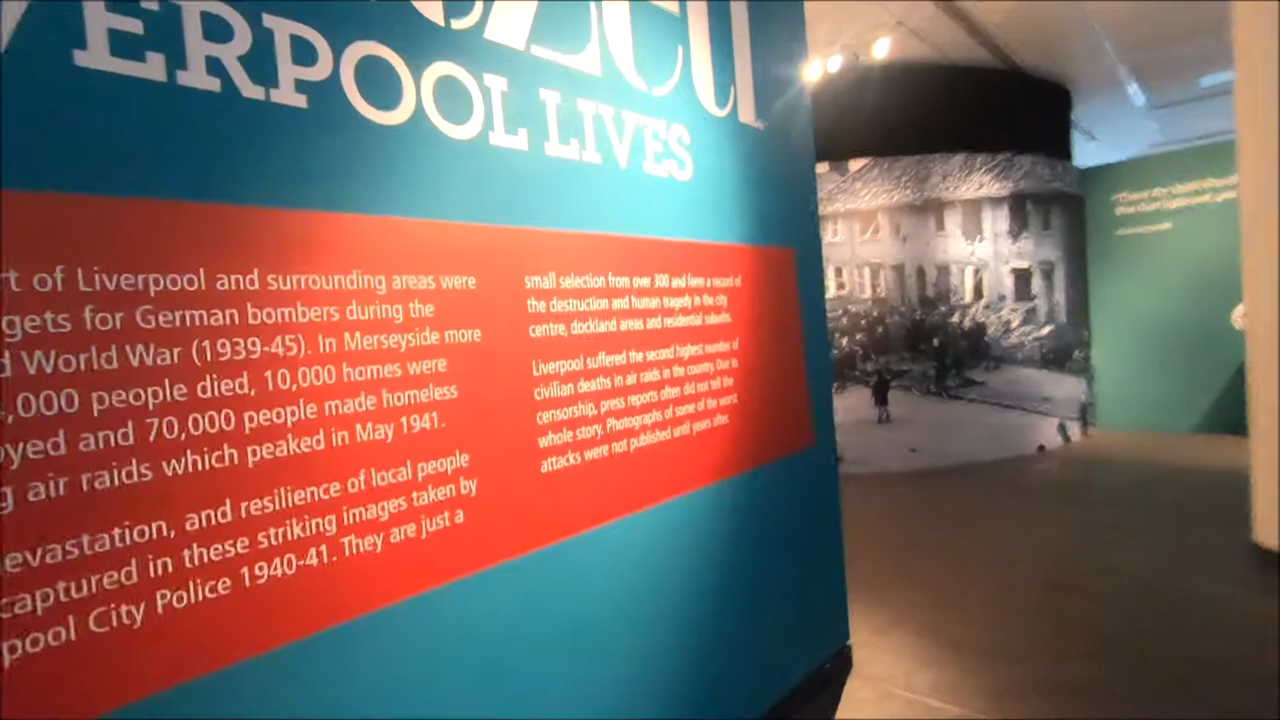 VERPOOL LIVES
rt of Liverpool and surrounding areas were
gets for German bombers during the
d World War (1939-45). In Merseyside more
,000 people died, 10,000 homes were
oyed and 70,000 people made homeless
g air raids which peaked in May 1941.
evastation, and resilience of local people
captured in these striking images taken by
pool City Police 1940-41. They are just a
small selection from over 300 and form a record of
the destruction and human tragedy in the city
centre, dockland areas and residential suburbs.
Liverpool suffered the second highest number of
civilian deaths in air raids in the country. Due to
censorship, press reports often did not tell the
whole story. Photographs of some of the worst
attacks were not published until years after.